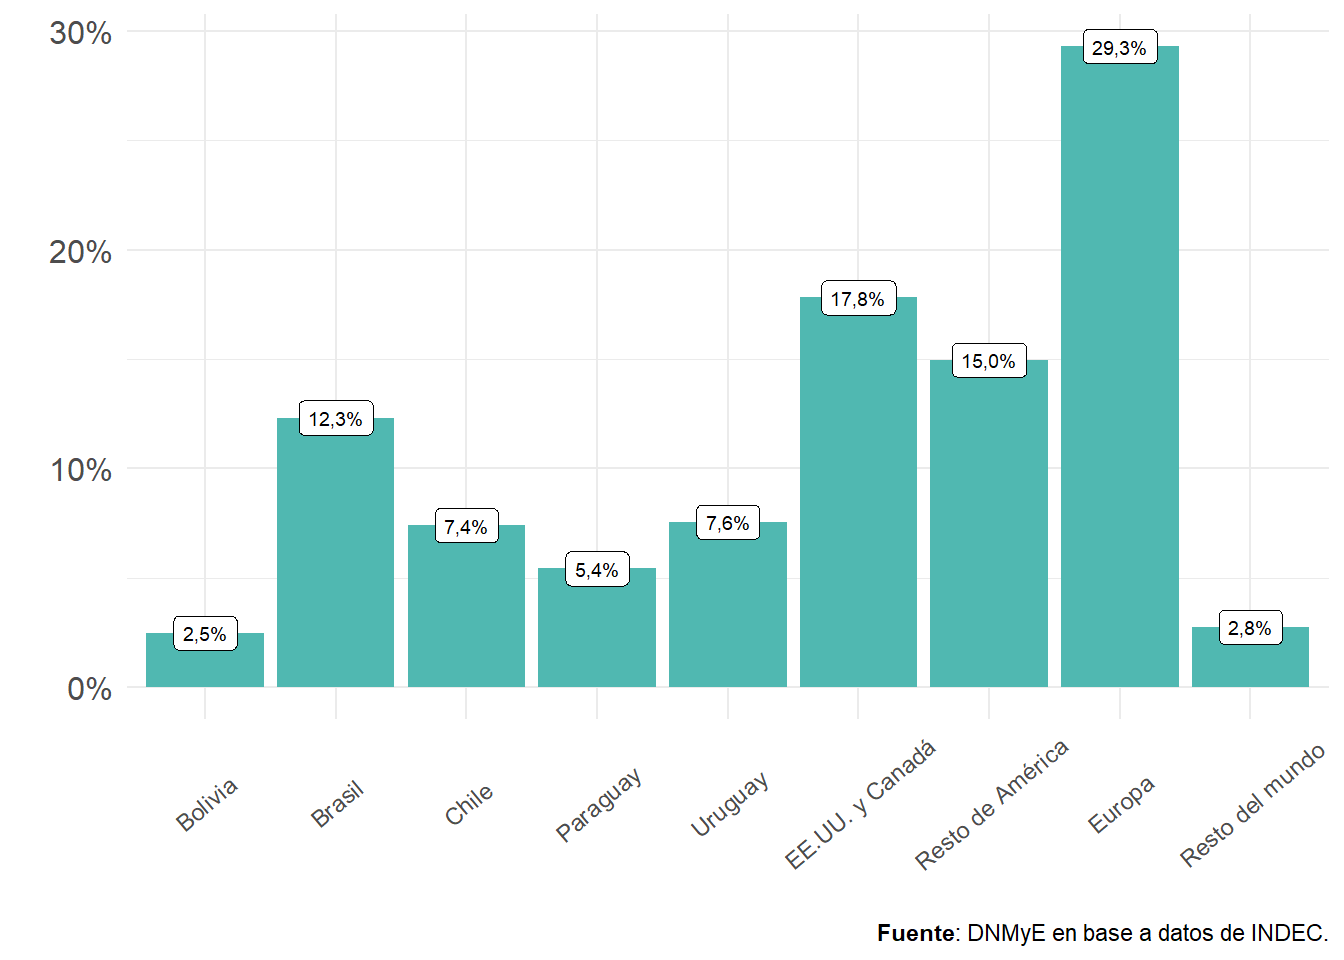 30%
20%
10%
0%
2,5%
12,3%
7,4%
5,4%
7,6%
17,8%
15,0%
29,3%
2,8%
Bolivia
Brasil
Chile
Paraguay
Uruguay
EE.UU. y Canadá
Resto de América
Europa
Resto del mundo
Fuente: DNMyE en base a datos de INDEC.